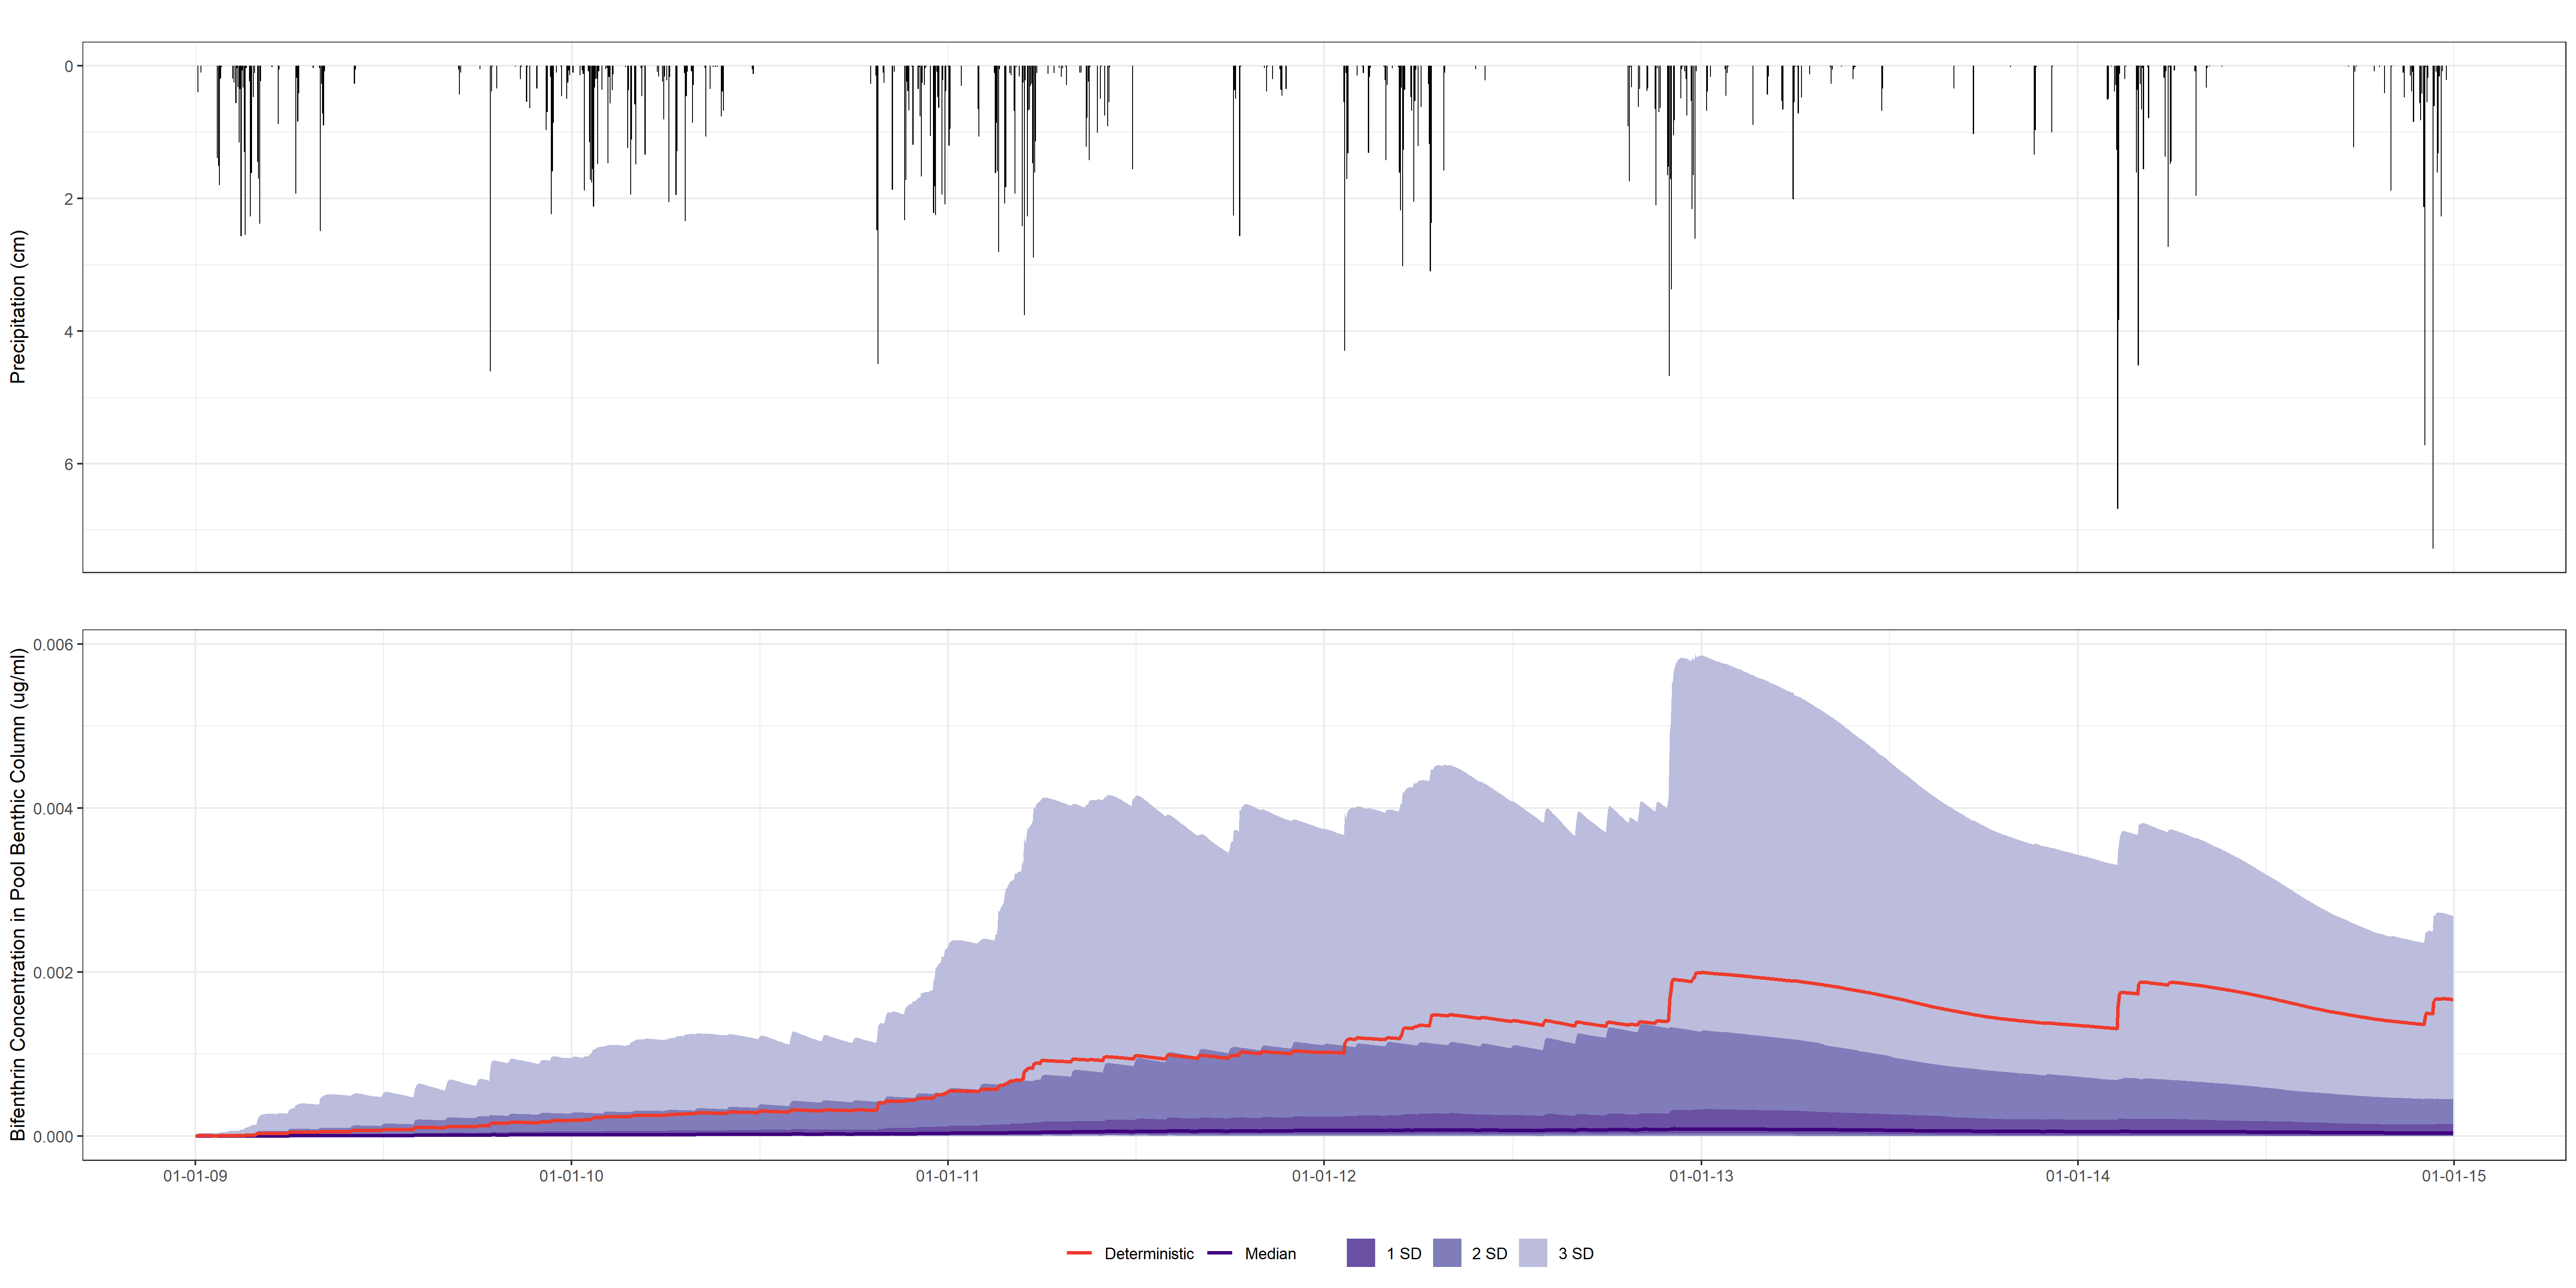 0
2
4
6
Precipitation (cm)
0.006
0.004
0.002
0.000
Bifenthrin Concentration in Pool Benthic Column (ug/ml)
01-01-09 01-01-10 01-01-11 01-01-12 01-01-13 01-01-14 01-01-15
Deterministic Median 1 SD 2 SD 3 SD